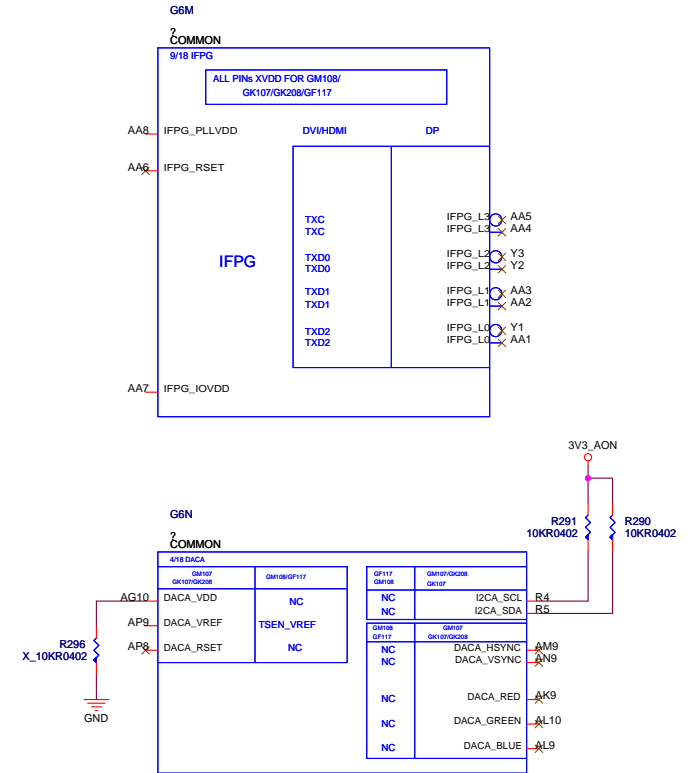 G6M
?
COMMON
9/18 IFPG
ALL PINs XVDD FOR GM108/
GK107/GK208/GF117
AA8 IFPG_PLLVDD
DVI/HDMI DP
AA6 IFPG_RSET
TXC IFPG_L3 AA5
TXC IFPG_L3 AA4
IFPG
TXD0 IFPG_L2 Y3
TXD0 IFPG_L2 Y2
TXD1 IFPG_L1 AA3
TXD1 IFPG_L1 AA2
TXD2 IFPG_L0 Y1
TXD2 IFPG_L0 AA1
AA7 IFPG_IOVDD
3V3_AON
G6N
R291
10KR0402
R290
10KR0402
?
COMMON
4/18 DACA
GM107
GK107/GK208
GM108/GF117
GF117
GM108
GM107/GK208
GK107
AG10 DACA_VDD NC
NC I2CA_SCL R4
NC I2CA_SDA R5
AP9 DACA_VREF TSEN_VREF
GM108
GF117
GM107
GK107/GK208
AP8 DACA_RSET NC
NC DACA_HSYNC AM9
NC DACA_VSYNC AN9
R296
X_10KR0402
NC DACA_RED AK9
GND
NC DACA_GREEN AL10
NC DACA_BLUE AL9